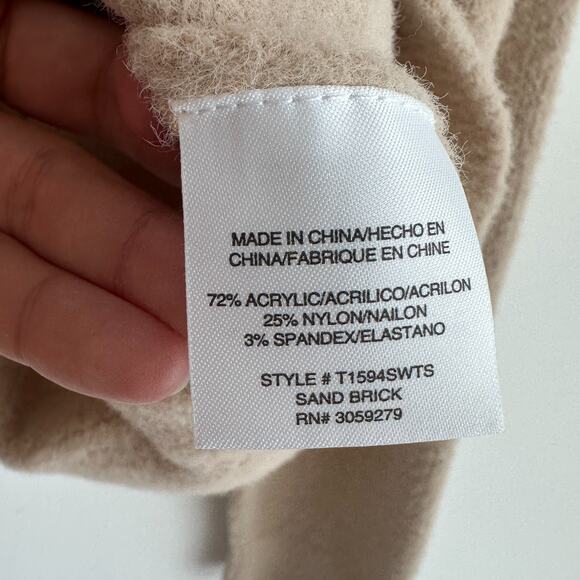 MADE IN CHINA/HECHO EN
CHINA/FABRIQUE EN CHINE
72% ACRYLIC/ACRILICO/ACRILON
25% NYLON/NAILON
3% SPANDEX/ELASTANO
STYLE # T1594SWTS
SAND BRICK
RN# 3059279